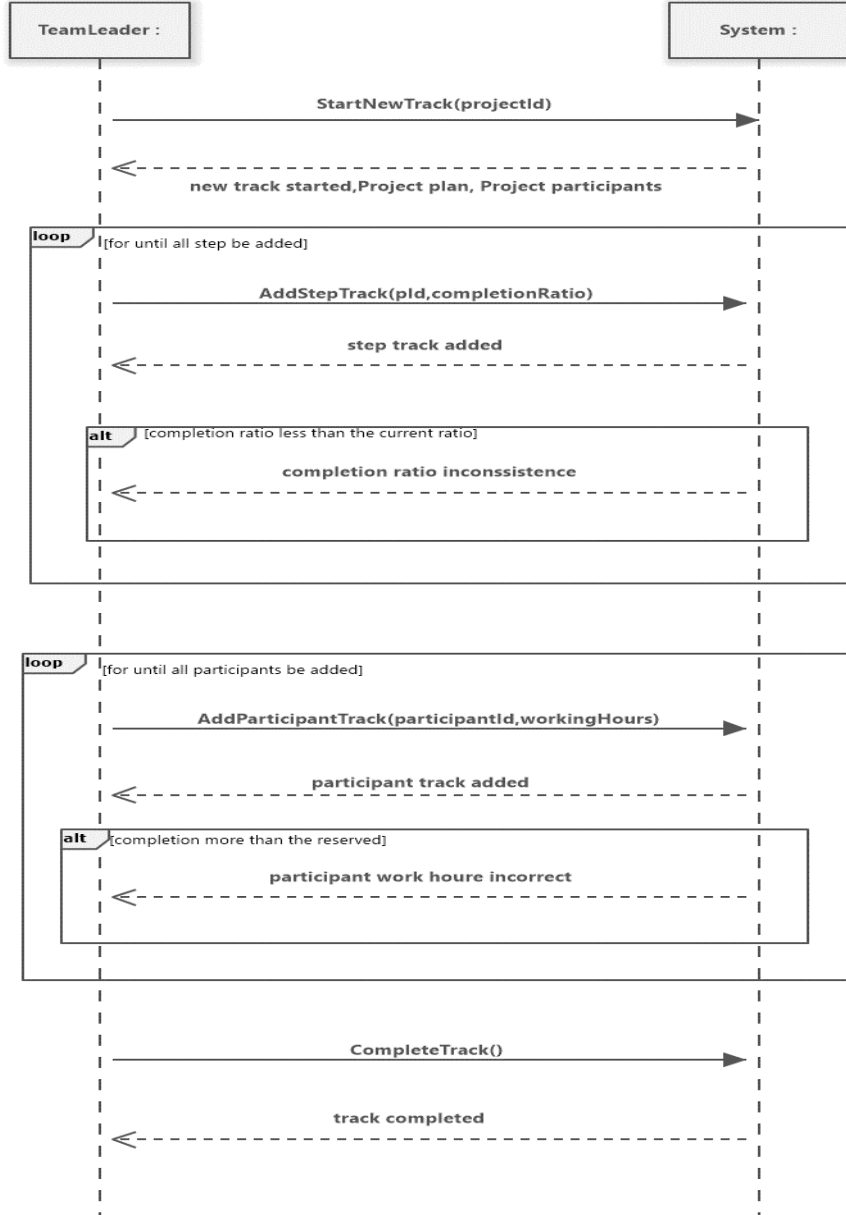 TeamLeader :
System :
StartNewTrack(projectId)
new track started,Project plan, Project participants
loop
[for until all step be added]
AddStepTrack(pId,completionRatio)
step track added
alt
[completion ratio less than the current ratio]
completion ratio inconssistence
loop
[for until all participants be added]
AddParticipantTrack(participantId,workingHours)
participant track added
alt
[completion more than the reserved]
participant work houre incorrect
CompleteTrack()
track completed